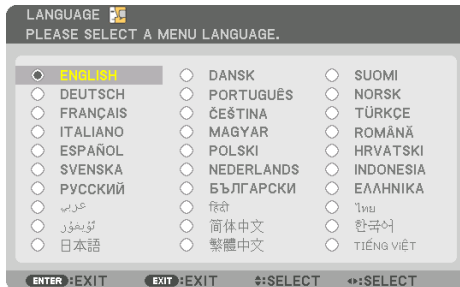 LANGUAGE
PLEASE SELECT A MENU LANGUAGE.
ENGLISH DANSK SUOMI
DEUTSCH PORTUGUÊS NORSK
FRANÇAIS ČEŠTINA TÜRKÇE
ITALIANO MAGYAR ROMÂNĂ
ESPAÑOL POLSKI HRVATSKI
SVENSKA NEDERLANDS INDONESIA
РУССКИЙ БЪЛГАРСКИ ΕΛΛΗΝΙΚΑ
عربي हिंदी ไทย
ئۇيغۇر 简体中文 한국어
日本語 繁體中文 TIẾNG VIỆT
ENTER:EXIT EXIT:EXIT :SELECT :SELECT